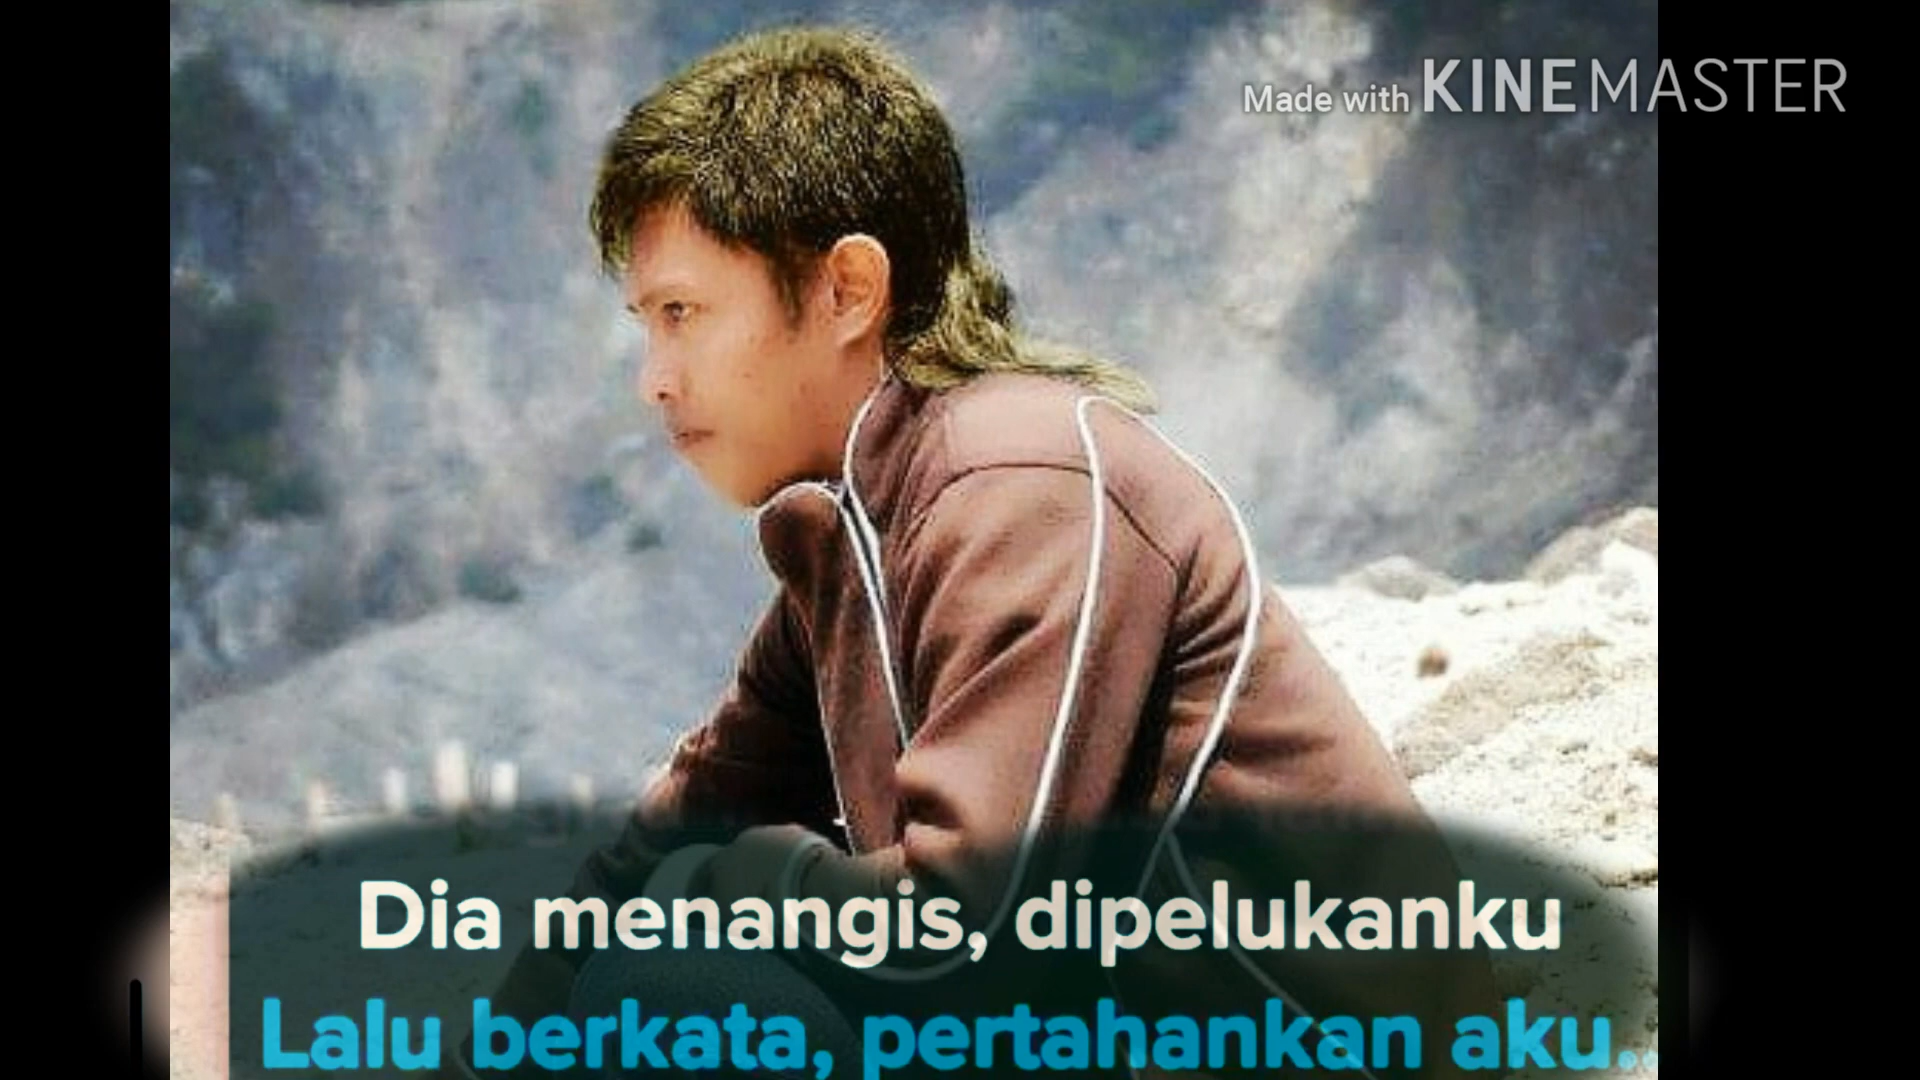 Made with KINEMASTER
Dia menangis, dipelukanku
Lalu berkata, pertahankan aku..